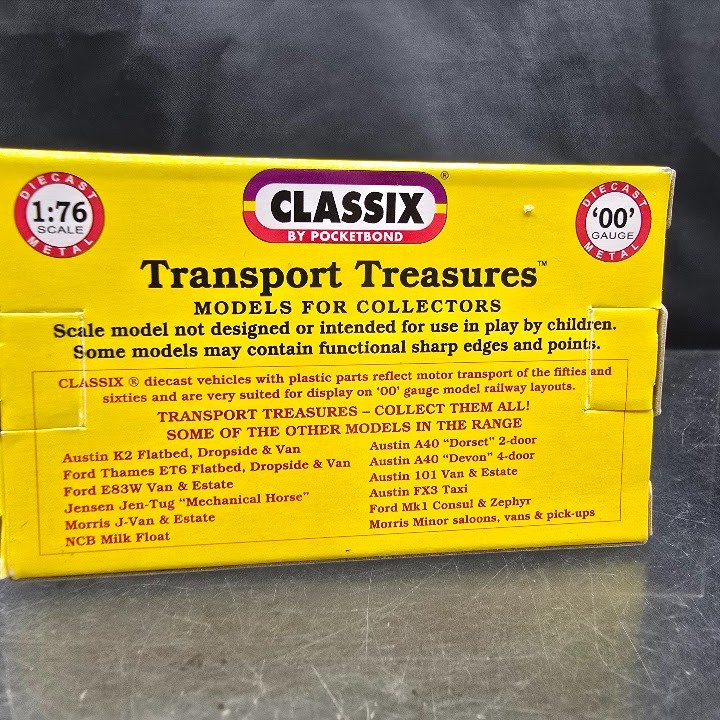 DIECAST
1:76
SCALE
METAL
CLASSIX®
BY POCKETBOND
DIECAST
‘00’
GAUGE
METAL
Transport Treasures™
MODELS FOR COLLECTORS
Scale model not designed or intended for use in play by children.
Some models may contain functional sharp edges and points.
CLASSIX ® diecast vehicles with plastic parts reflect motor transport of the fifties and
sixties and are very suited for display on ‘00’ gauge model railway layouts.
TRANSPORT TREASURES – COLLECT THEM ALL!
SOME OF THE OTHER MODELS IN THE RANGE
Austin K2 Flatbed, Dropside & Van
Ford Thames ET6 Flatbed, Dropside & Van
Ford E83W Van & Estate
Jensen Jen-Tug “Mechanical Horse”
Morris J-Van & Estate
NCB Milk Float
Austin A40 “Dorset” 2-door
Austin A40 “Devon” 4-door
Austin 101 Van & Estate
Austin FX3 Taxi
Ford Mk1 Consul & Zephyr
Morris Minor saloons, vans & pick-ups